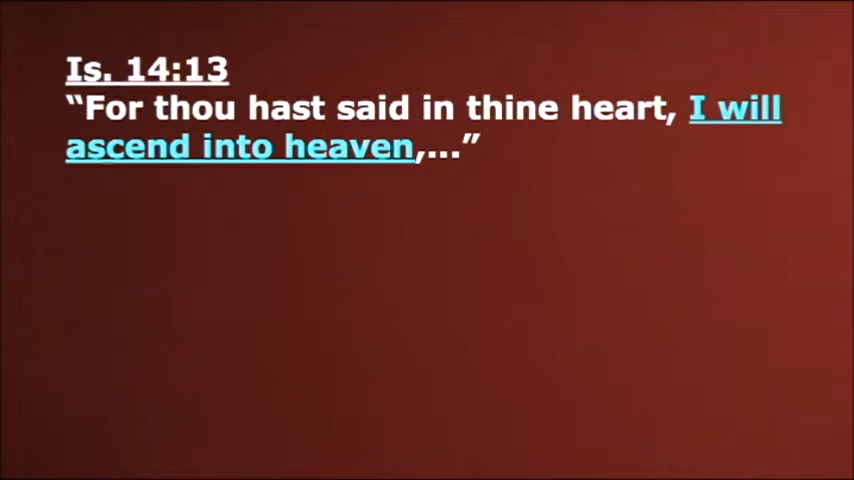 Is. 14:13
“For thou hast said in thine heart, I will
ascend into heaven,...”